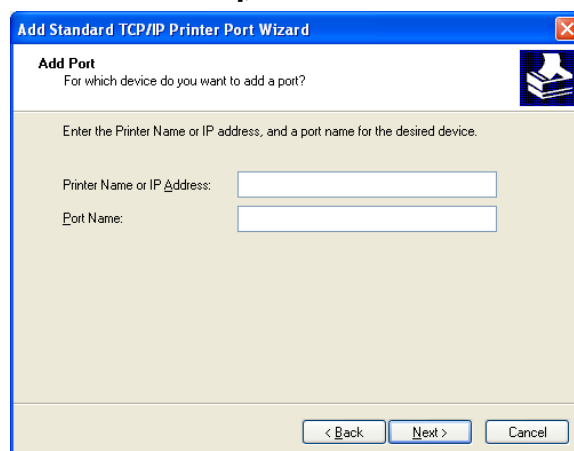 Add Standard TCP/IP Printer Port Wizard
Add Port
For which device do you want to add a port?
Enter the Printer Name or IP address, and a port name for the desired device.
Printer Name or IP Address:
Port Name:
< Back Next > Cancel